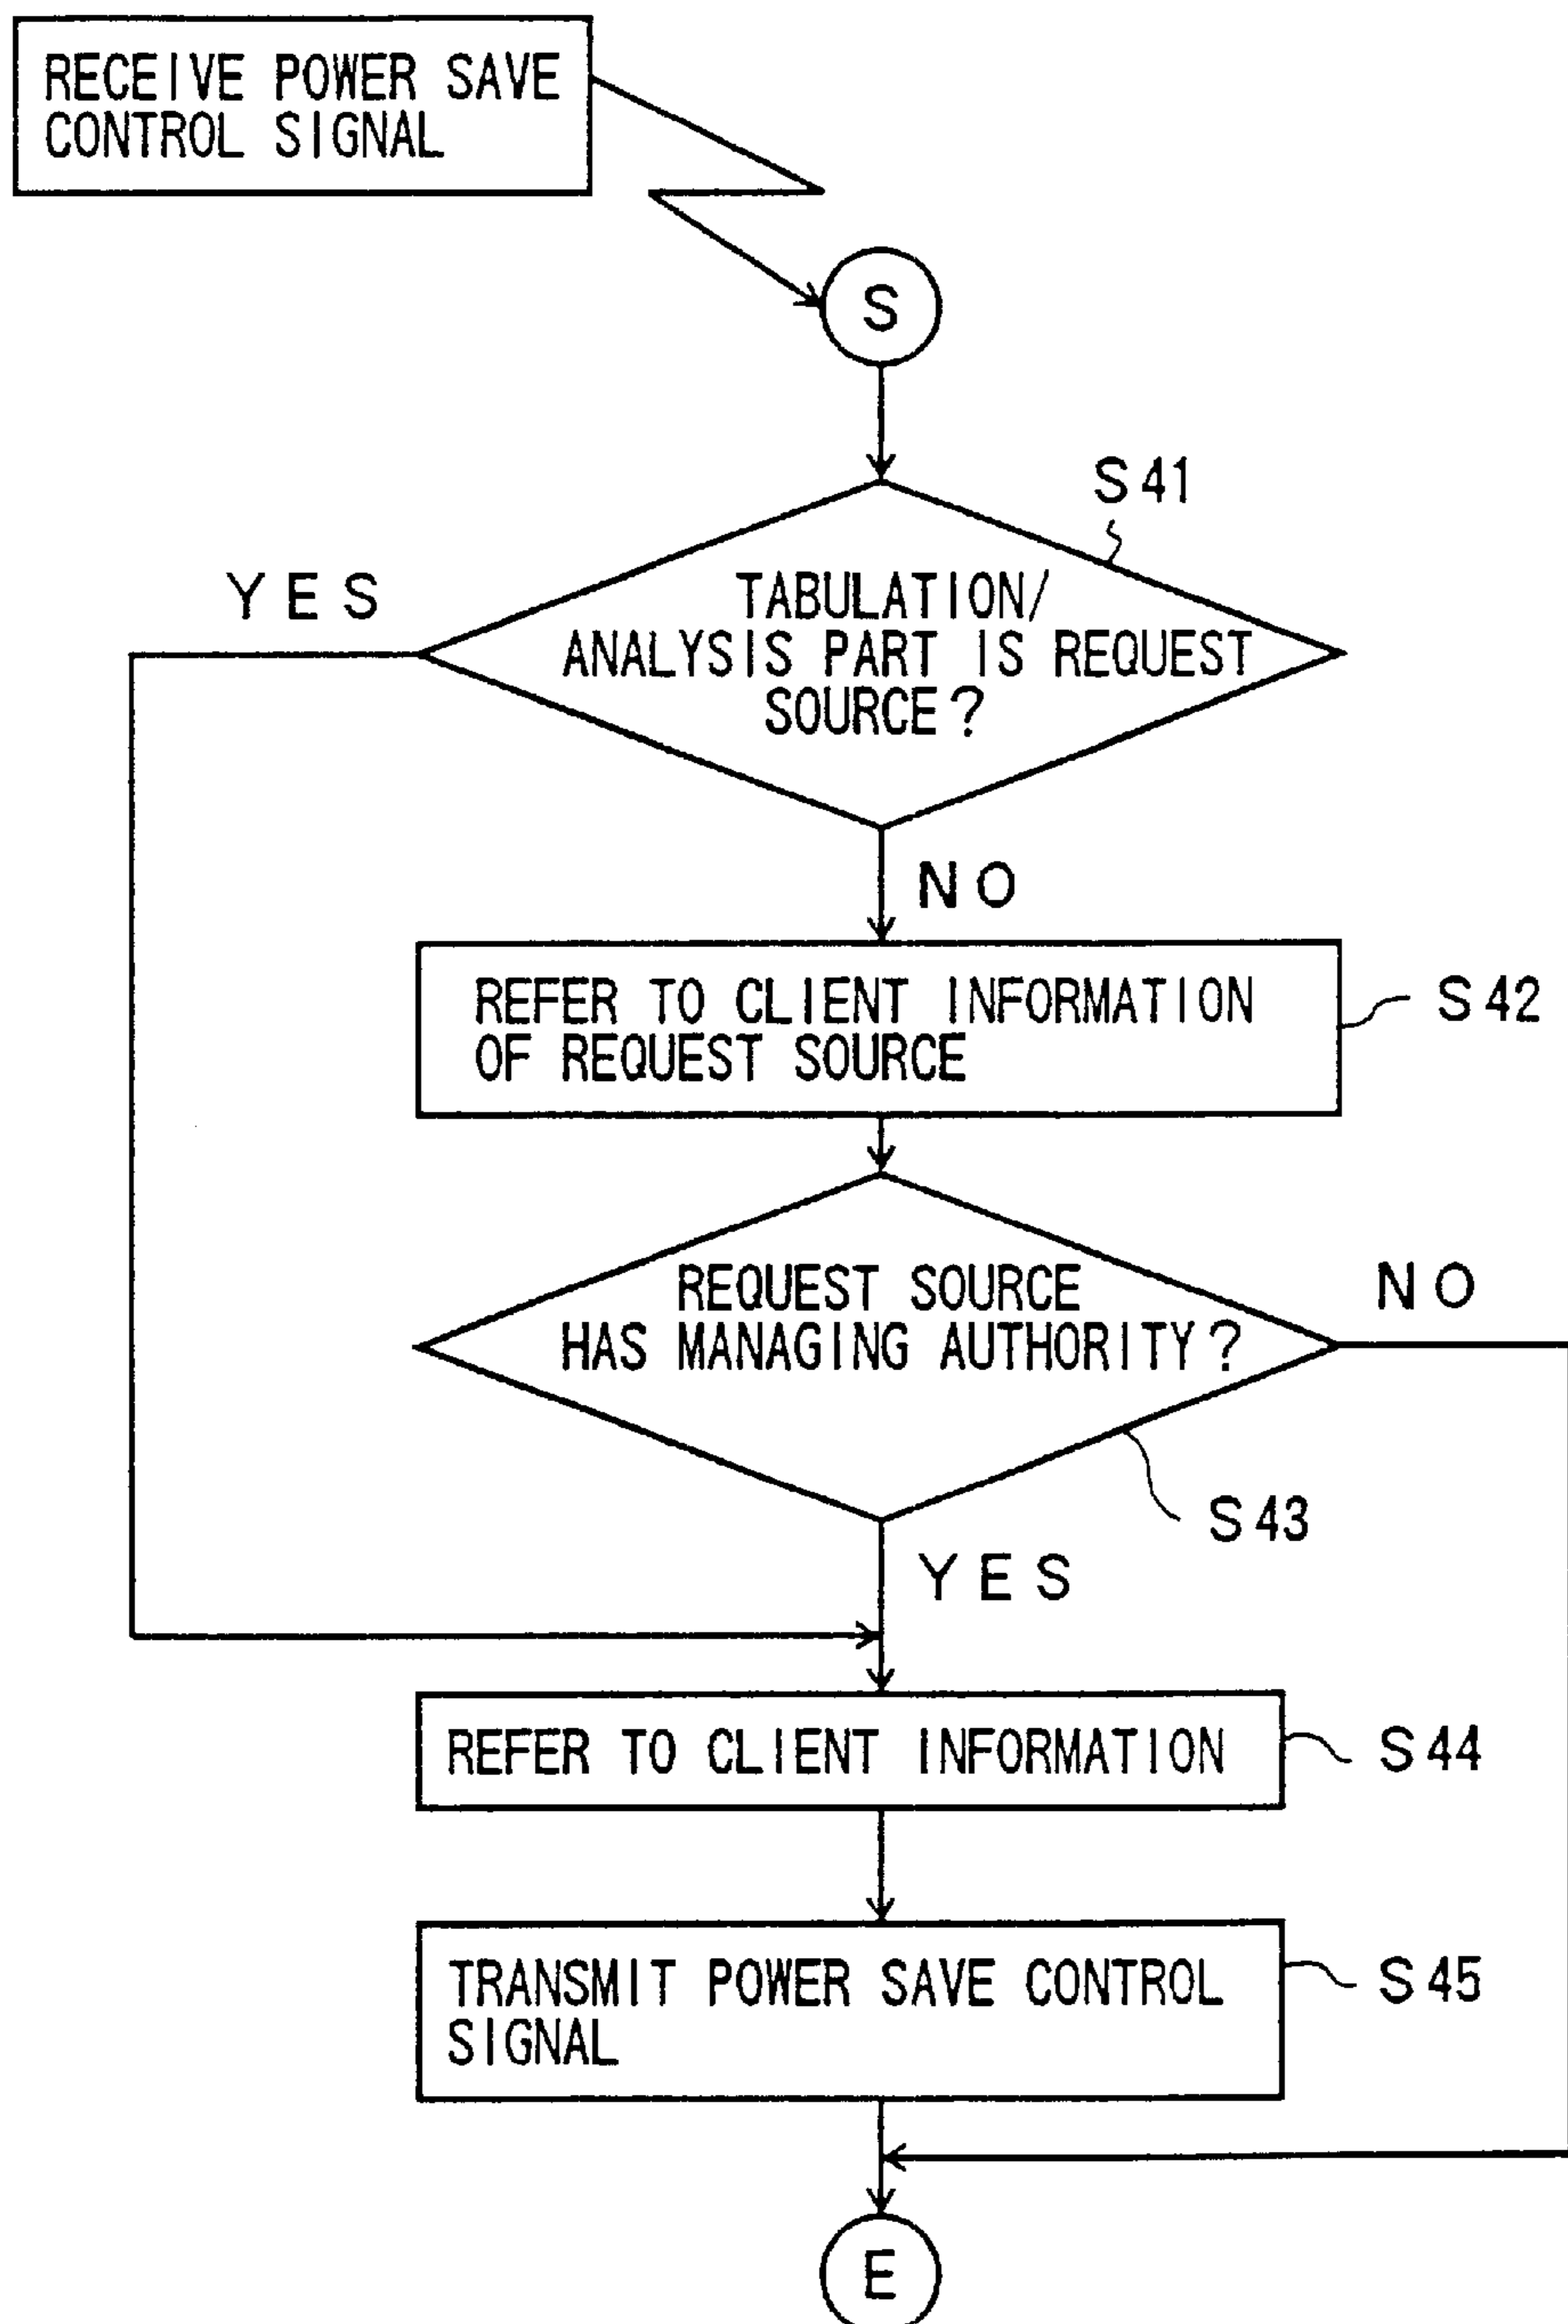 RECEIVE POWER SAVE
CONTROL SIGNAL
S
S41
YES
TABULATION/
ANALYSIS PART IS REQUEST
SOURCE?
NO
REFER TO CLIENT INFORMATION
OF REQUEST SOURCE
S42
REQUEST SOURCE
HAS MANAGING AUTHORITY?
NO
S43
YES
REFER TO CLIENT INFORMATION
S44
TRANSMIT POWER SAVE CONTROL
SIGNAL
S45
E